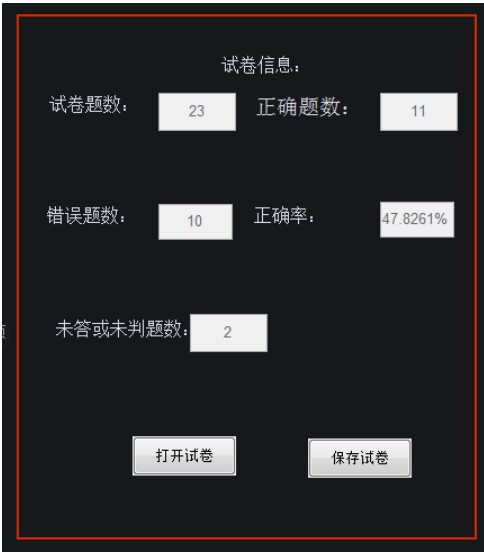 试卷信息：
试卷题数： 23 正确题数： 11
错误题数： 10 正确率： 47.8261%
未答或未判题数： 2
打开试卷 保存试卷